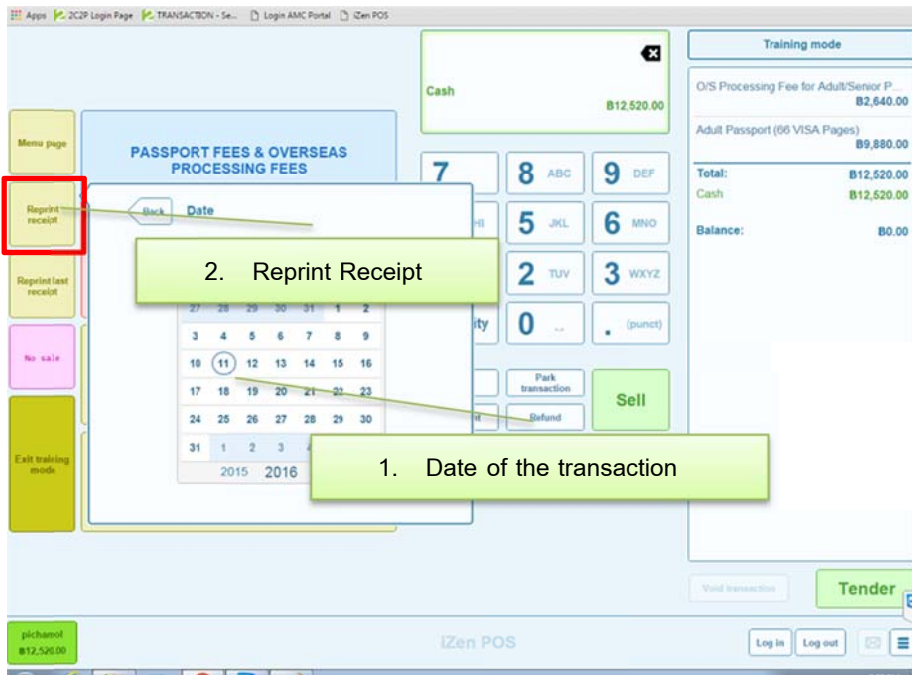 Apps 2C2P Login Page TRANSACTION - Se... Login AMC Portal iZen POS
Cash
฿12,520.00
Training mode
O/S Processing Fee for Adult/Senior P...
฿2,640.00
Adult Passport (66 VISA Pages)
฿9,880.00
Total: ฿12,520.00
Cash ฿12,520.00
Balance: ฿0.00
Menu page
Reprint
receipt
Reprint last
receipt
No sale
Exit training
mode
PASSPORT FEES & OVERSEAS
PROCESSING FEES
Back Date
2. Reprint Receipt
27 28 29 30 31 1 2
3 4 5 6 7 8 9
10 11 12 13 14 15 16
17 18 19 20 21 22 23
24 25 26 27 28 29 30
31 1 2 3
2015 2016
1. Date of the transaction
7 8 ABC 9 DEF
5 JKL 6 MNO
2 TUV 3 WXYZ
0 . (punct)
Park
transaction
Refund
Sell
Void transaction
Tender
pichamol
฿12,520.00
iZen POS
Log in Log out